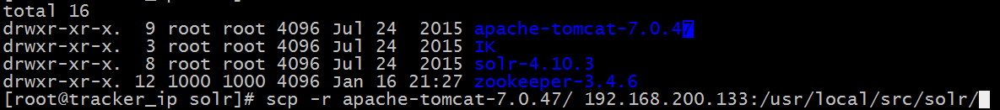 total 16
drwxr-xr-x.  9 root root 4096 Jul 24  2015 apache-tomcat-7.0.47
drwxr-xr-x.  3 root root 4096 Jul 24  2015 IK
drwxr-xr-x.  8 root root 4096 Jul 24  2015 solr-4.10.3
drwxr-xr-x. 12 1000 1000 4096 Jan 16 21:27 zookeeper-3.4.6
[root@tracker_ip solr]# scp -r apache-tomcat-7.0.47/ 192.168.200.133:/usr/local/src/solr/